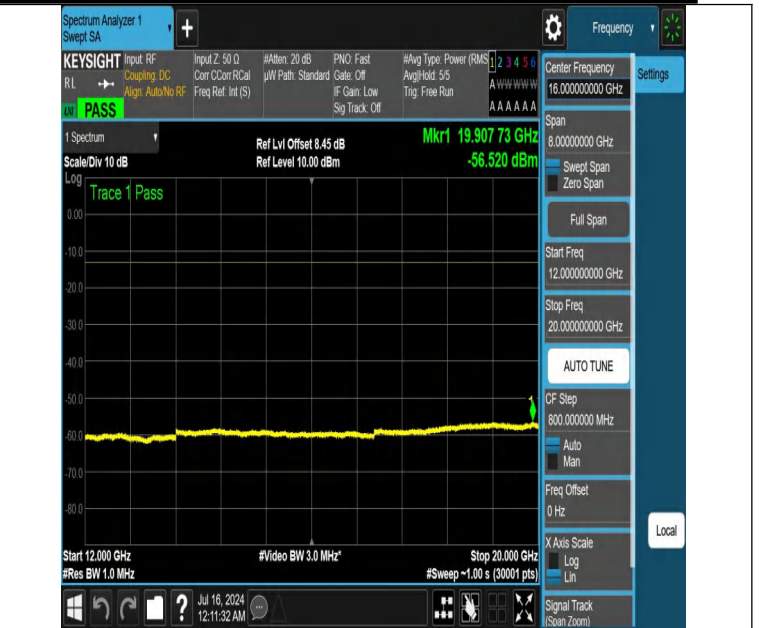 Spectrum Analyzer 1
Swept SA
+
Frequency
KEYSIGHT
RL
PASS
Input: RF
Coupling: DC
Align: Auto/No RF
Input Z: 50 Ω
Corr CCorr RCal
Freq Ref: Int (S)
#Atten: 20 dB
µW Path: Standard
PNO: Fast
Gate: Off
IF Gain: Low
Sig Track: Off
#Avg Type: Power (RMS
Avg|Hold: 5/5
Trig: Free Run
1 2 3 4 5 6
A W W W W W
A A A A A A
1 Spectrum
Scale/Div 10 dB
Ref Lvl Offset 8.45 dB
Ref Level 10.00 dBm
Mkr1 19.907 73 GHz
-56.520 dBm
Log
Trace 1 Pass
0.00
-10.0
-20.0
-30.0
-40.0
-50.0
-60.0
-70.0
-80.0
1
Start 12.000 GHz
#Res BW 1.0 MHz
#Video BW 3.0 MHz*
Stop 20.000 GHz
#Sweep ~1.00 s (30001 pts)
?
Jul 16, 2024
12:11:32 AM
Center Frequency
16.000000000 GHz
Settings
Span
8.00000000 GHz
Swept Span
Zero Span
Full Span
Start Freq
12.000000000 GHz
Stop Freq
20.000000000 GHz
AUTO TUNE
CF Step
800.000000 MHz
Auto
Man
Freq Offset
0 Hz
X Axis Scale
Log
Lin
Local
Signal Track
(Span Zoom)